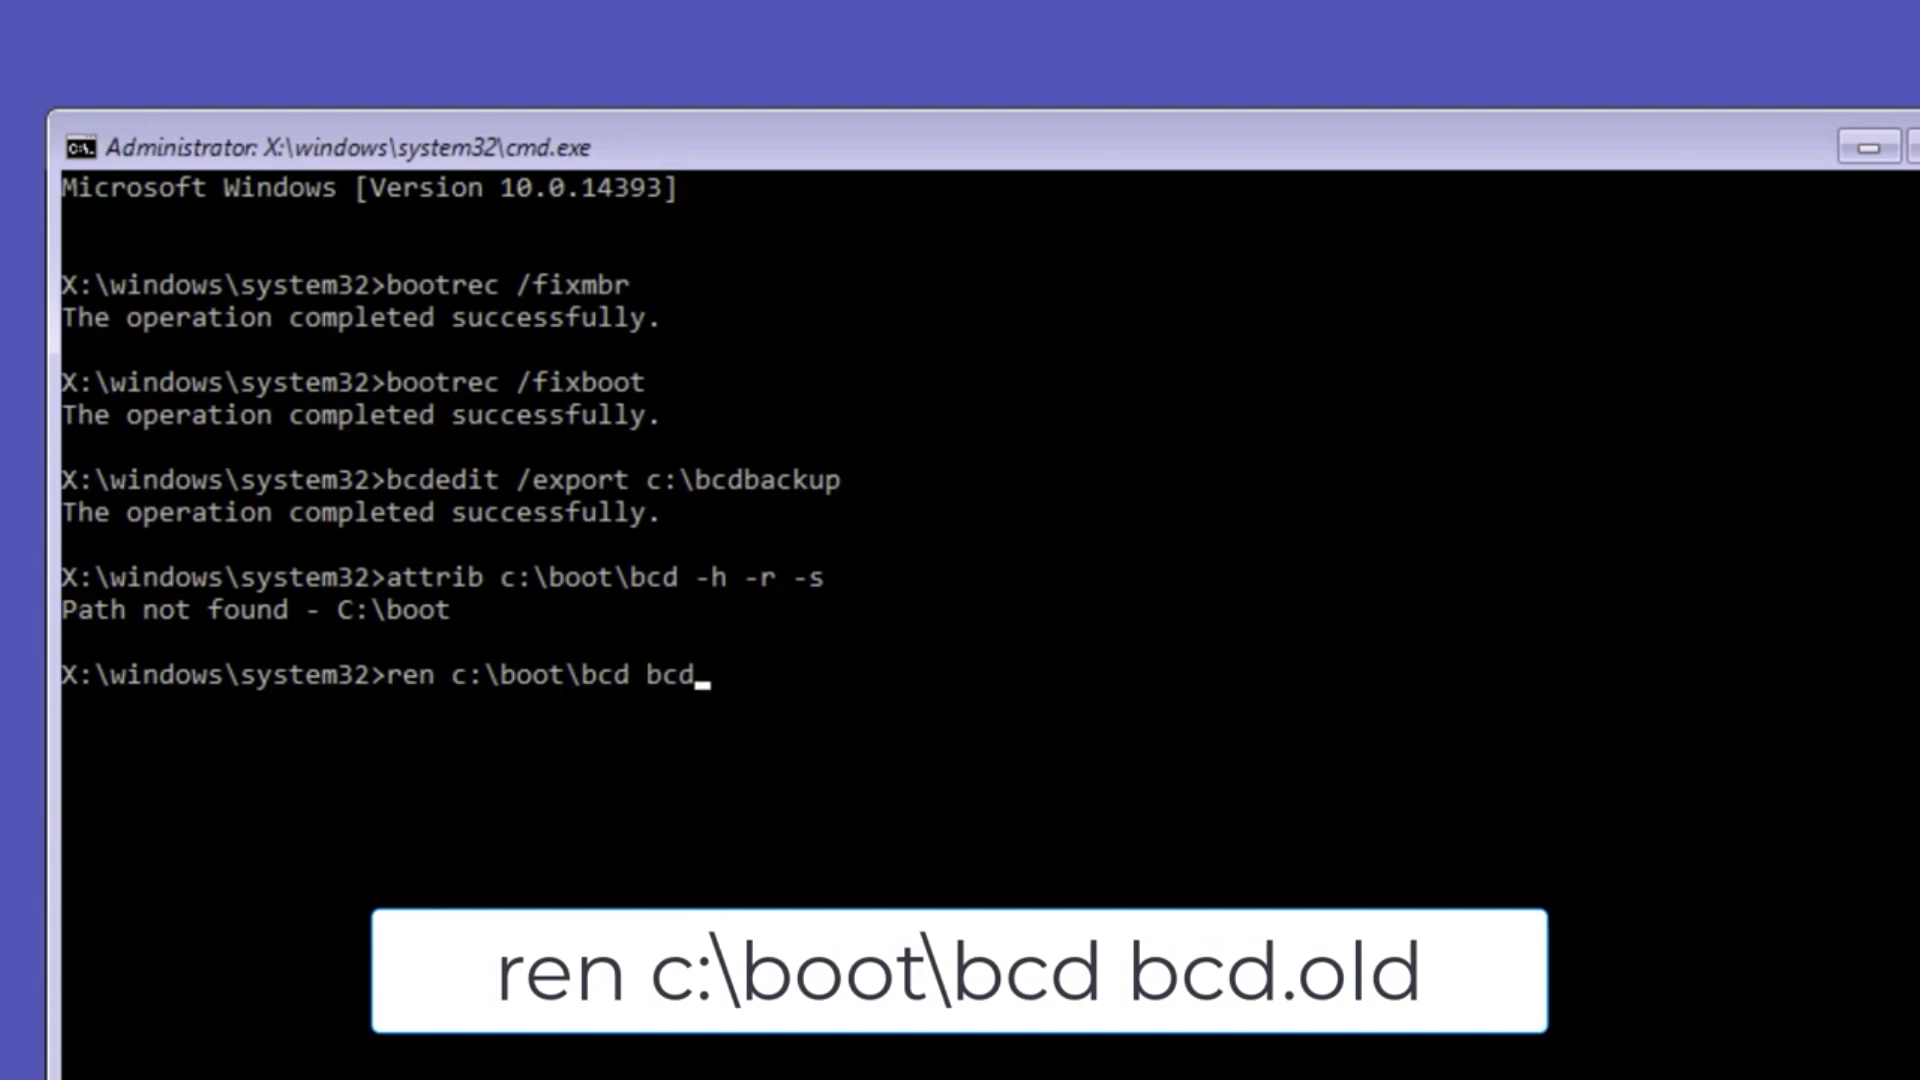 Administrator: X:\windows\system32\cmd.exe
Microsoft Windows [Version 10.0.14393]
X:\windows\system32>bootrec /fixmbr
The operation completed successfully.
X:\windows\system32>bootrec /fixboot
The operation completed successfully.
X:\windows\system32>bcdedit /export c:\bcdbackup
The operation completed successfully.
X:\windows\system32>attrib c:\boot\bcd -h -r -s
Path not found - C:\boot
X:\windows\system32>ren c:\boot\bcd bcd
ren c:\boot\bcd bcd.old